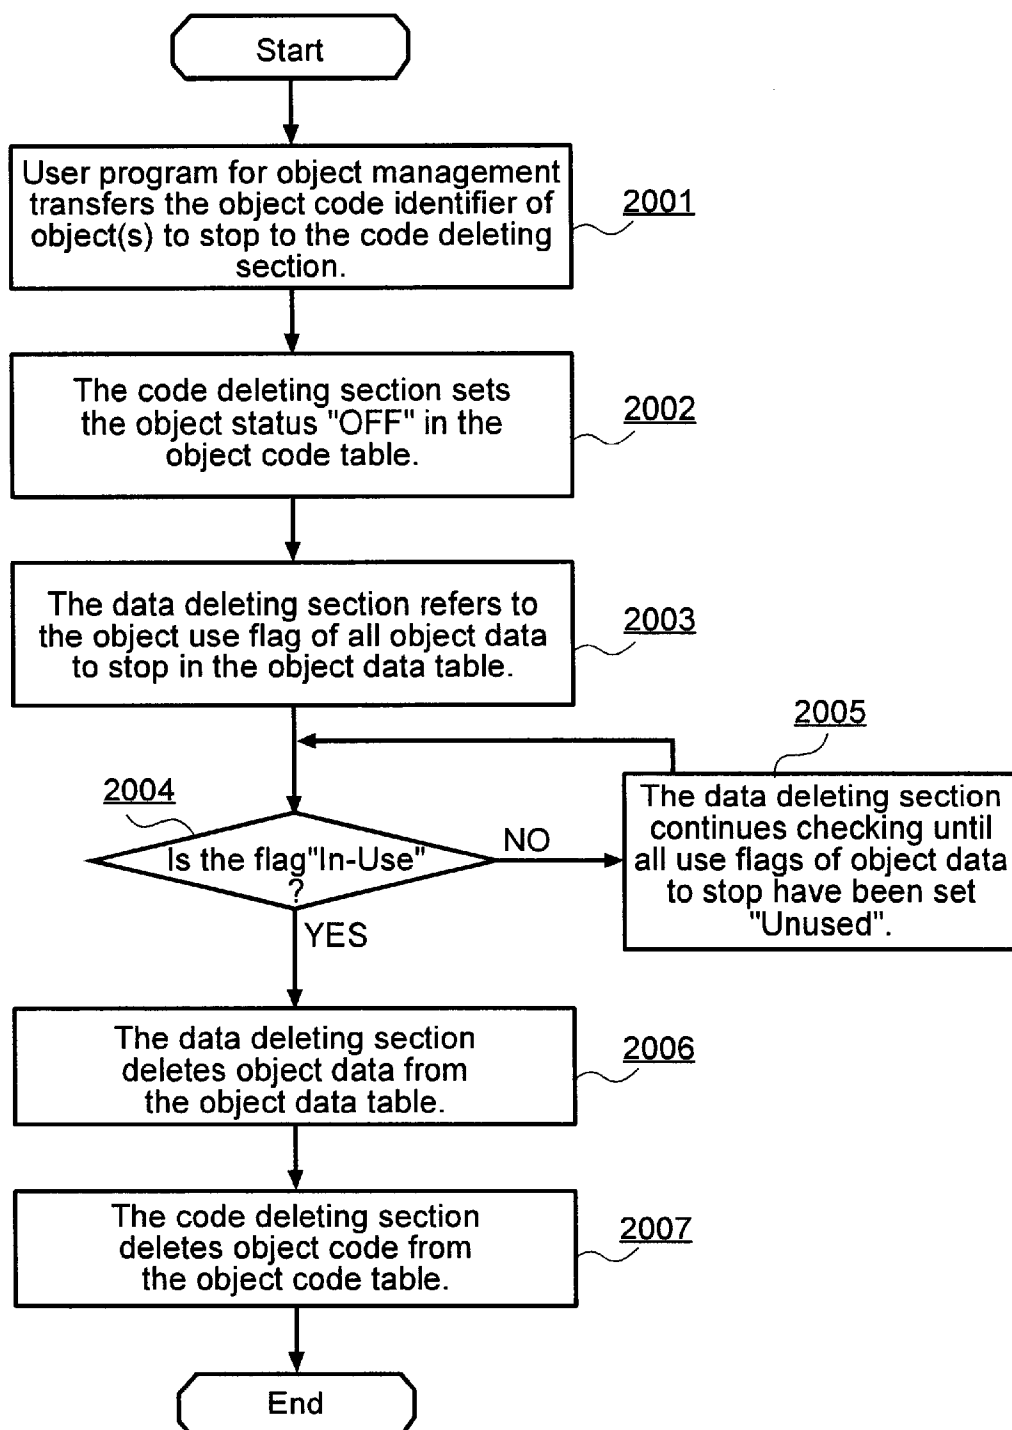 Start
User program for object management
transfers the object code identifier of
object(s) to stop to the code deleting
section.
2001
The code deleting section sets
the object status "OFF" in the
object code table.
2002
The data deleting section refers to
the object use flag of all object data
to stop in the object data table.
2003
2004
Is the flag"In-Use"
?
NO
YES
2005
The data deleting section
continues checking until
all use flags of object data
to stop have been set
"Unused".
The data deleting section
deletes object data from
the object data table.
2006
The code deleting section
deletes object code from
the object code table.
2007
End